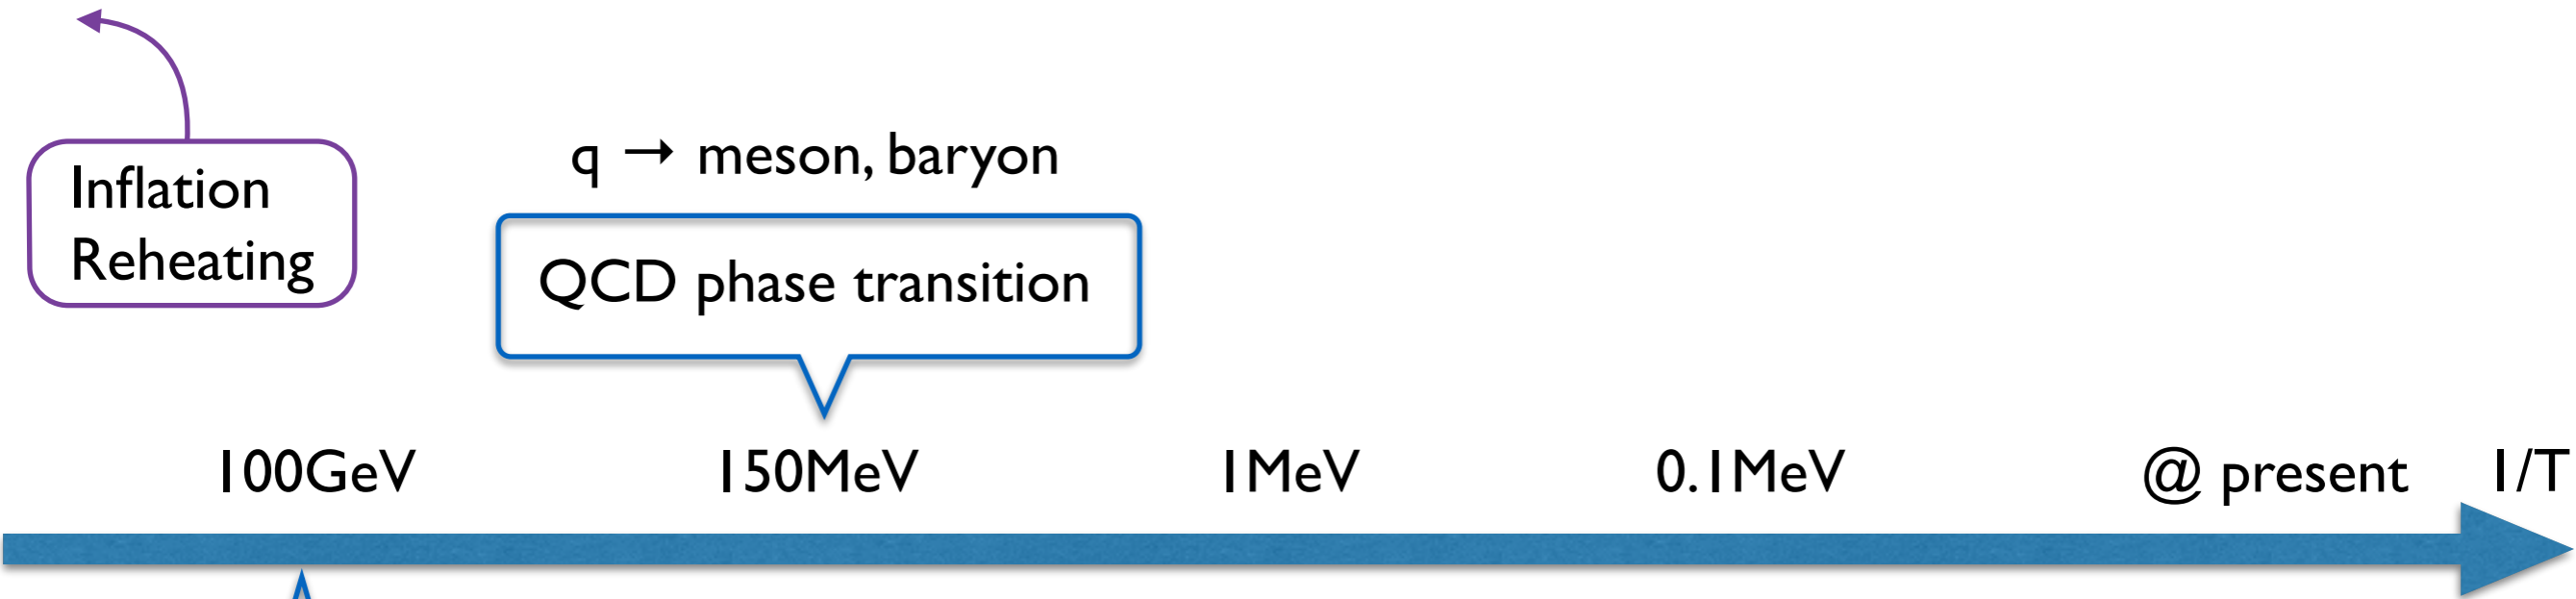 Inflation
Reheating
q → meson, baryon
QCD phase transition
100GeV 150MeV 1MeV 0.1MeV @ present 1/T